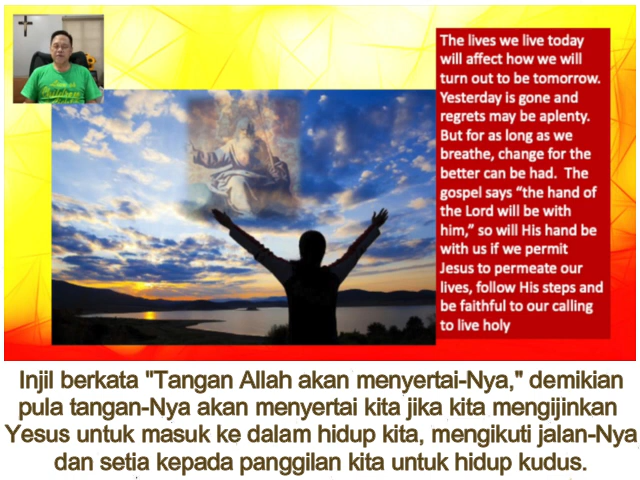 The lives we live today
will affect how we will
turn out to be tomorrow.
Yesterday is gone and
regrets may be aplenty.
But for as long as we
breathe, change for the
better can be had. The
gospel says “the hand of
the Lord will be with
him,” so will His hand be
with us if we permit
Jesus to permeate our
lives, follow His steps and
be faithful to our calling
to live holy
Injil berkata "Tangan Allah akan menyertai-Nya," demikian
pula tangan-Nya akan menyertai kita jika kita mengijinkan
Yesus untuk masuk ke dalam hidup kita, mengikuti jalan-Nya
dan setia kepada panggilan kita untuk hidup kudus.